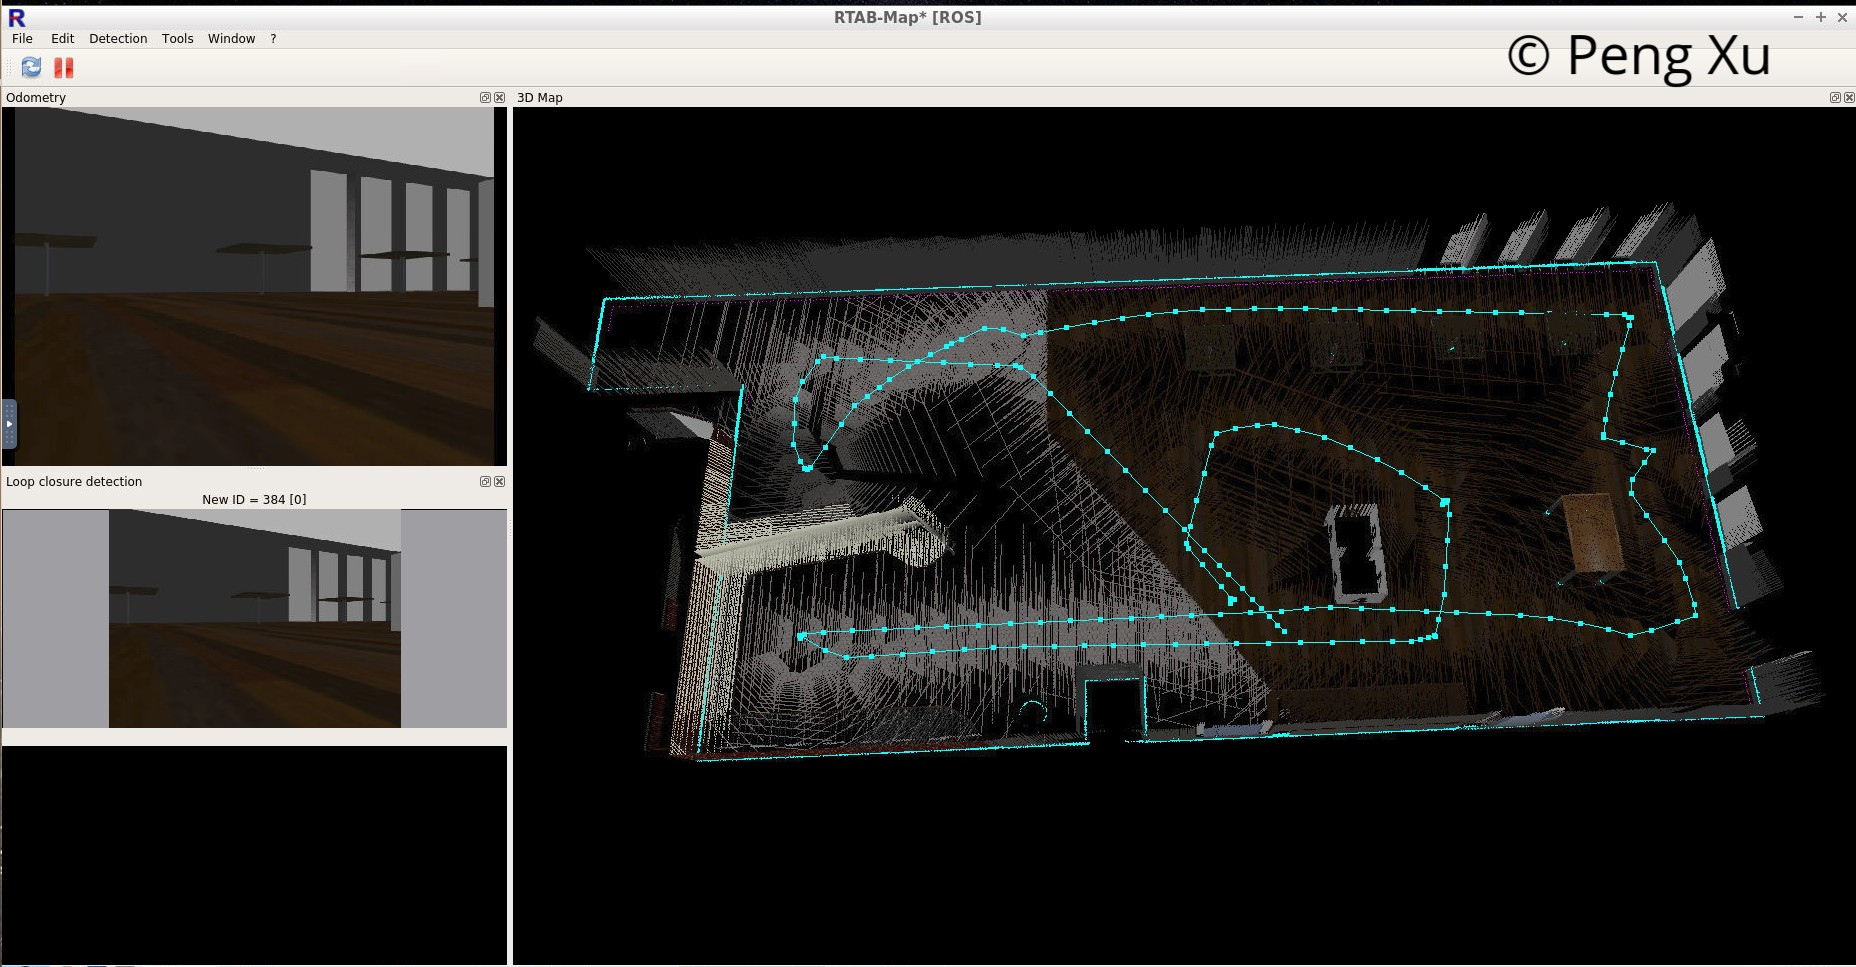 RTAB-Map* [ROS]
File Edit Detection Tools Window ?
© Peng Xu
Odometry
3D Map
Loop closure detection
New ID = 384 [0]